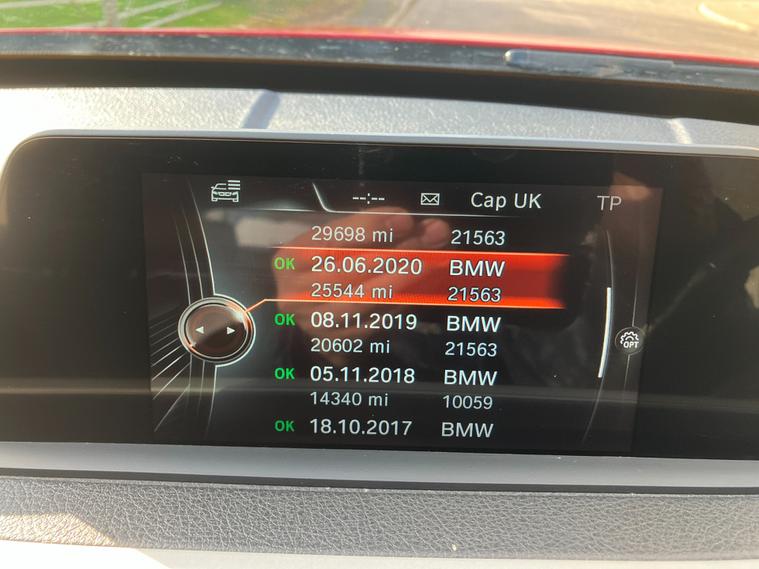 --:-- Cap UK TP
29698 mi 21563
OK 26.06.2020 BMW
25544 mi 21563
OK 08.11.2019 BMW
20602 mi 21563
OPT
OK 05.11.2018 BMW
14340 mi 10059
OK 18.10.2017 BMW